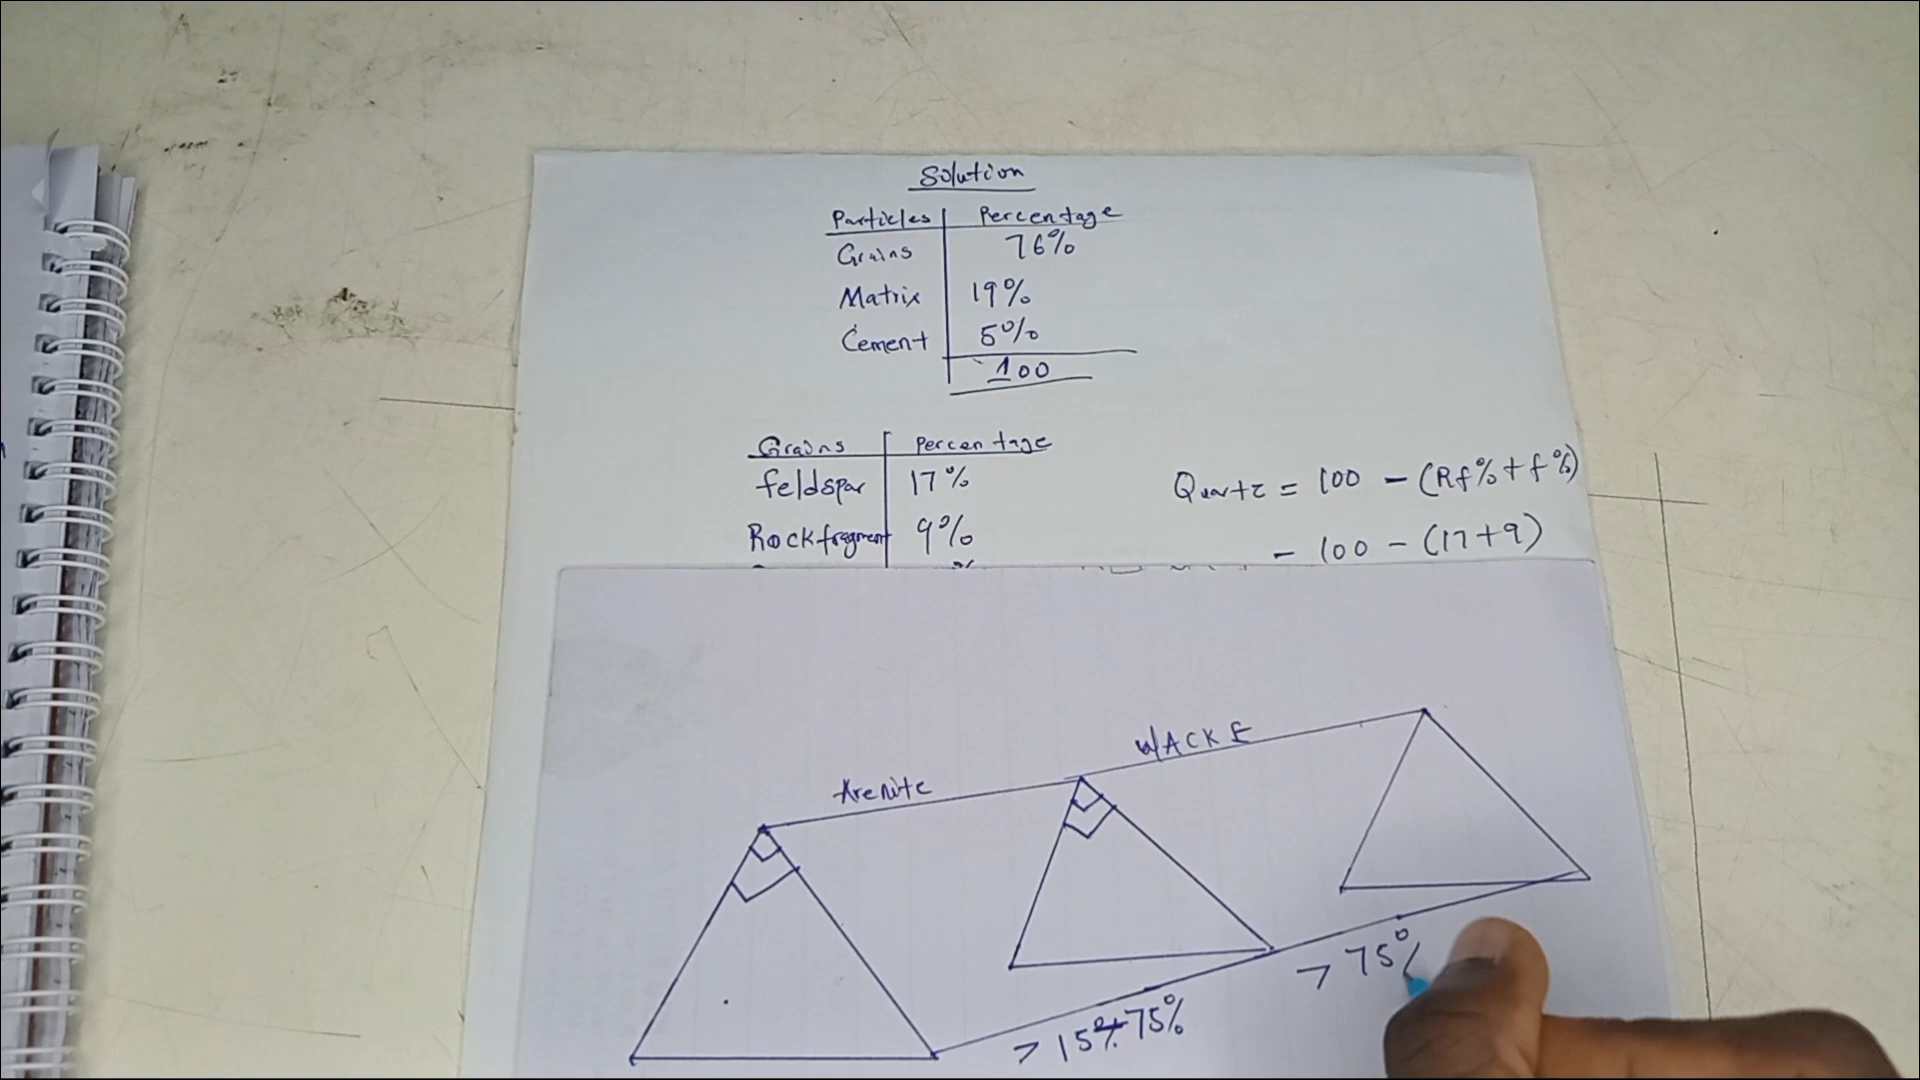 Solution
Particles Percentage
Grains 76%
Matrix 19%
Cement 5%
100
Grains Percentage
feldspar 17%
Rockfragment 9%
Quartz = 100 - (Rf% + f%)
- 100 - (17+9)
WACKE
Arenite
> 75%
> 15% 75%